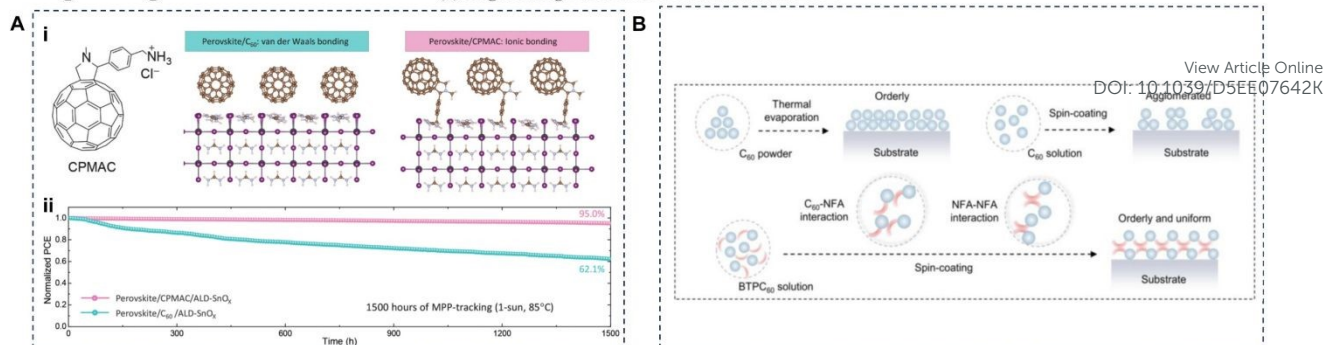 A
i
N
NH3
+
Cl−
CPMAC
Perovskite/C60: van der Waals bonding
Perovskite/CPMAC: Ionic bonding
ii
Normalized PCE
1.0
0.8
0.6
0.4
0.2
0.0
95.0%
62.1%
Perovskite/CPMAC/ALD-SnOX
Perovskite/C60/ALD-SnOX
1500 hours of MPP-tracking (1-sun, 85°C)
0
300
600
900
1200
1500
Time (h)
B
View Article Online
DOI: 10.1039/D5EE07642K
C60 powder
Thermal
evaporation
Orderly
Substrate
C60 solution
Spin-coating
Agglomerated
Substrate
C60-NFA
interaction
NFA-NFA
interaction
BTPC60 solution
Spin-coating
Orderly and uniform
Substrate